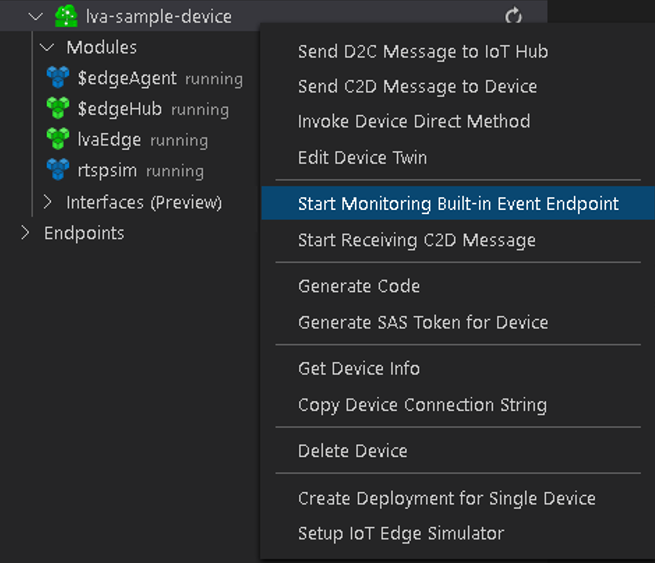 lva-sample-device
Modules
$edgeAgent running
$edgeHub running
lvaEdge running
rtspsim running
Interfaces (Preview)
Endpoints
Send D2C Message to IoT Hub
Send C2D Message to Device
Invoke Device Direct Method
Edit Device Twin
Start Monitoring Built-in Event Endpoint
Start Receiving C2D Message
Generate Code
Generate SAS Token for Device
Get Device Info
Copy Device Connection String
Delete Device
Create Deployment for Single Device
Setup IoT Edge Simulator